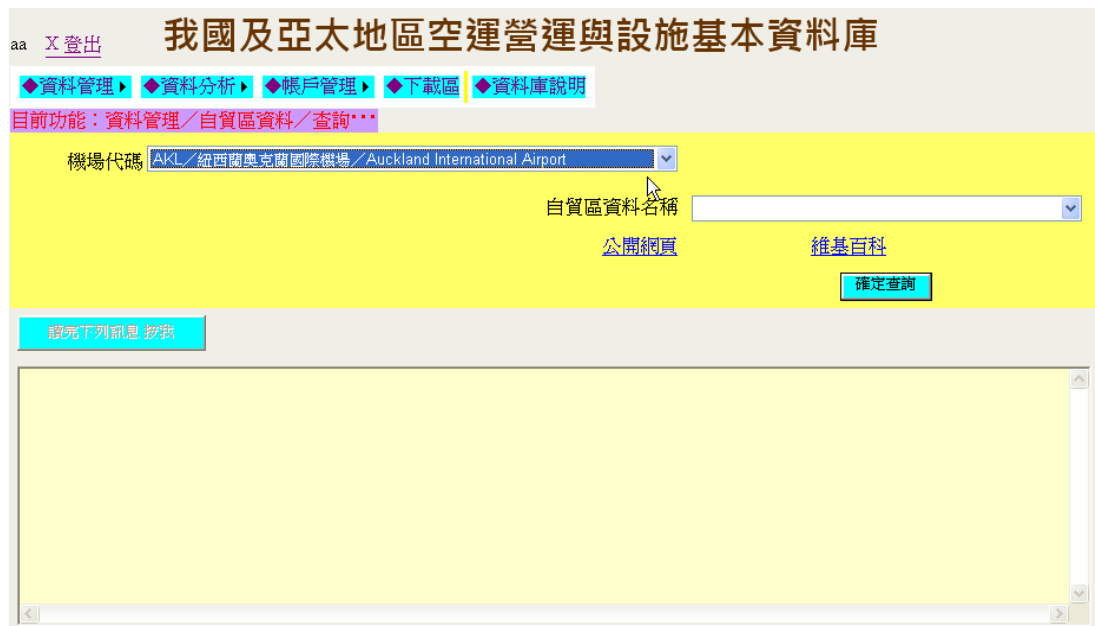 aa X 登出 我國及亞太地區空運營運與設施基本資料庫
◆資料管理▶ ◆資料分析▶ ◆帳戶管理▶ ◆下載區 ◆資料庫說明
目前功能：資料管理／自貿區資料／查詢‧‧‧
機場代碼 AKL／紐西蘭奧克蘭國際機場／Auckland International Airport
自貿區資料名稱
公開網頁 維基百科
確定查詢
讀完下列訊息 按我